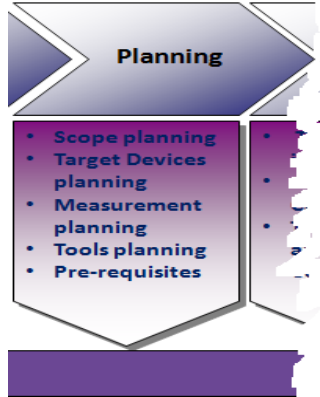 Planning
• Scope planning
• Target Devices
planning
• Measurement
planning
• Tools planning
• Pre-requisites